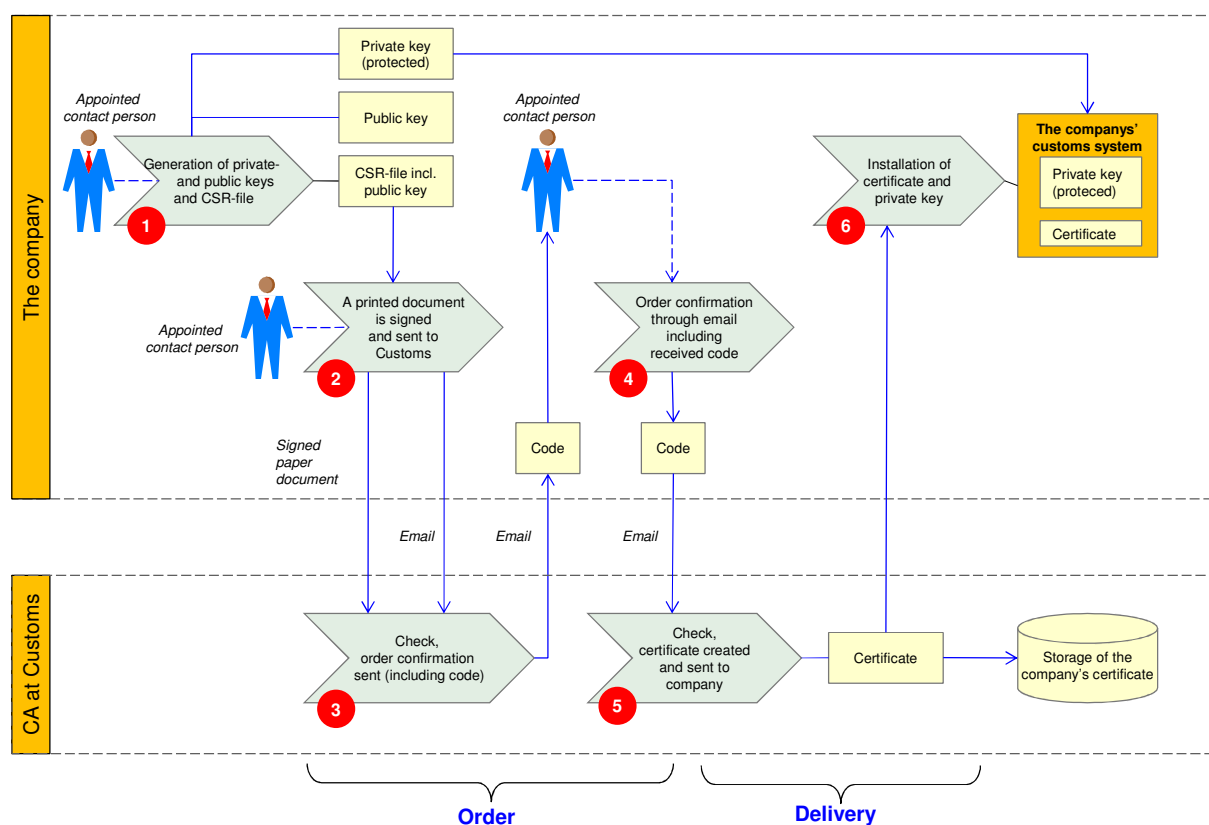 The company
Appointed
contact person
Generation of private-
and public keys
and CSR-file
1
Private key
(protected)
Public key
CSR-file incl.
public key
Appointed
contact person
A printed document
is signed
and sent to
Customs
2
Appointed
contact person
Order confirmation
through email
including
received code
4
Installation of
certificate and
private key
6
The companys'
customs system
Private key
(proteced)
Certificate
Signed
paper
document
Code
Code
Email
Email
Email
CA at Customs
Check,
order confirmation
sent (including code)
3
Check,
certificate created
and sent to
company
5
Certificate
Storage of the
company's certificate
Order
Delivery